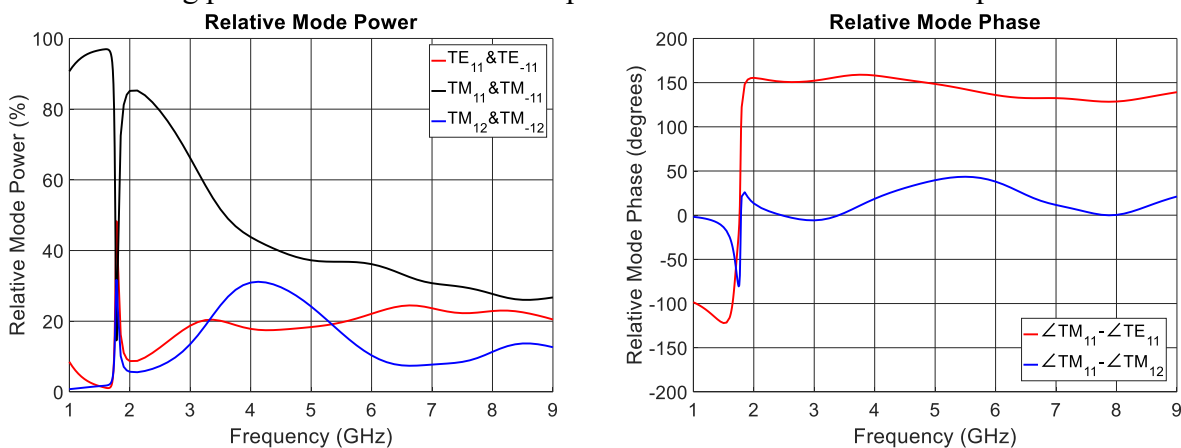 Relative Mode Power
100
80
60
40
20
0
Relative Mode Power (%)
TE11&TE-11
TM11&TM-11
TM12&TM-12
1 2 3 4 5 6 7 8 9
Frequency (GHz)
Relative Mode Phase
200
150
100
50
0
-50
-100
-150
-200
Relative Mode Phase (degrees)
∠TM11-∠TE11
∠TM11-∠TM12
1 2 3 4 5 6 7 8 9
Frequency (GHz)